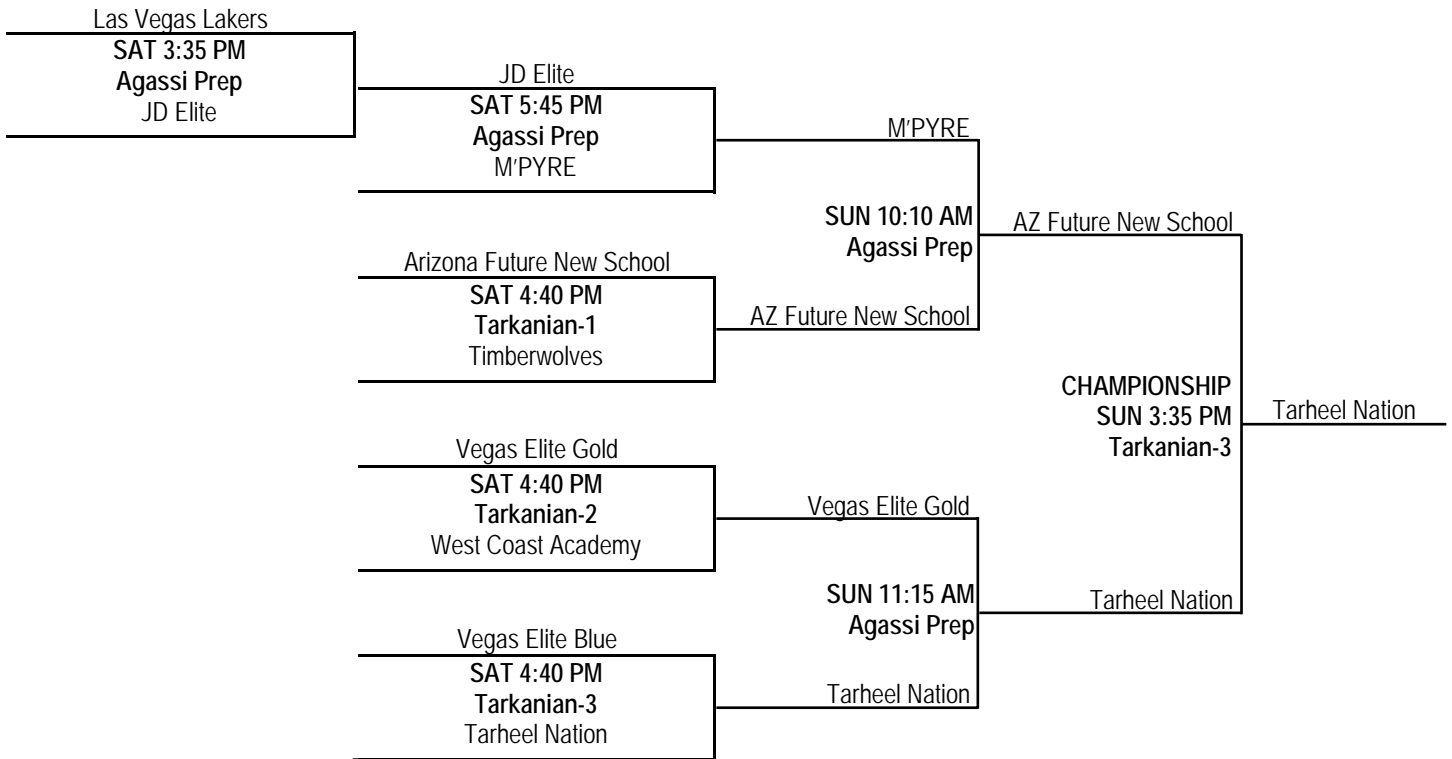 Las Vegas Lakers
SAT 3:35 PM
Agassi Prep
JD Elite
JD Elite
SAT 5:45 PM
Agassi Prep
M'PYRE
Arizona Future New School
SAT 4:40 PM
Tarkanian-1
Timberwolves
Vegas Elite Gold
SAT 4:40 PM
Tarkanian-2
West Coast Academy
Vegas Elite Blue
SAT 4:40 PM
Tarkanian-3
Tarheel Nation
M'PYRE
SUN 10:10 AM
Agassi Prep
AZ Future New School
Vegas Elite Gold
SUN 11:15 AM
Agassi Prep
Tarheel Nation
AZ Future New School
CHAMPIONSHIP
SUN 3:35 PM
Tarkanian-3
Tarheel Nation
Tarheel Nation